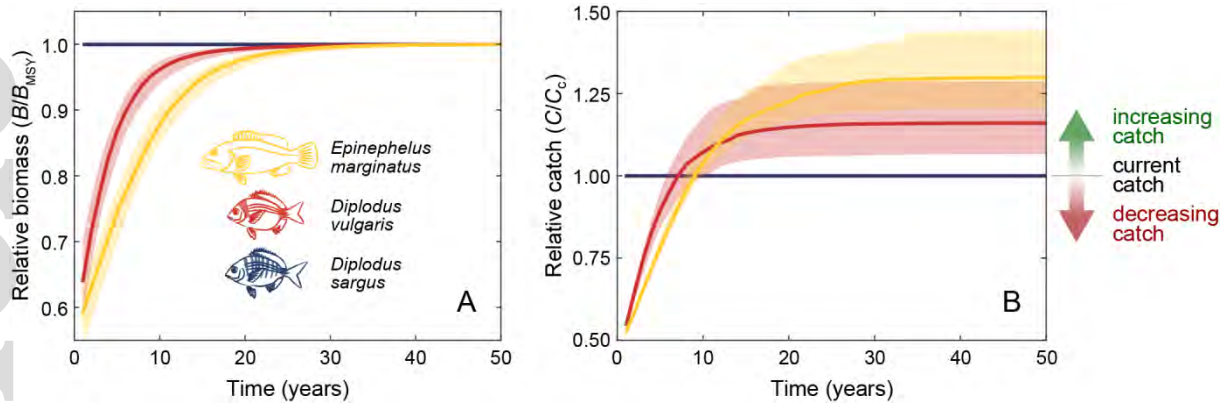 Relative biomass (B/B_MSY)
1.0
0.9
0.8
0.7
0.6
0
10
20
30
40
50
Time (years)
Epinephelus
marginatus
Diplodus
vulgaris
Diplodus
sargus
A
Relative catch (C/C_c)
1.50
1.25
1.00
0.75
0.50
0
10
20
30
40
50
Time (years)
B
increasing
catch
current
catch
decreasing
catch